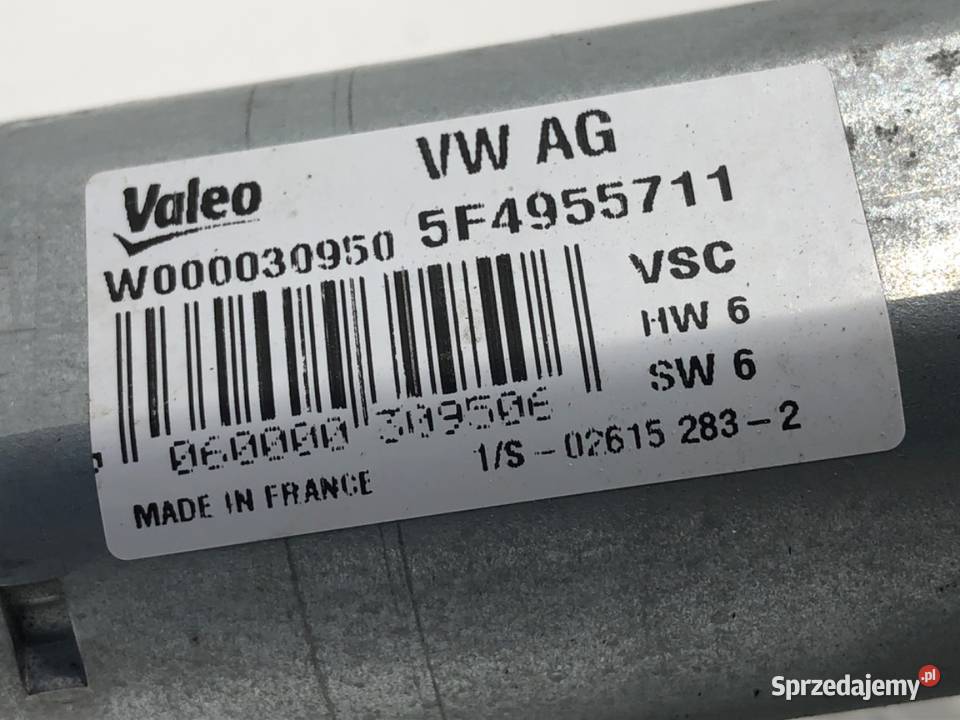 VW AG
Valeo
W000030950 5F4955711
VSC
HW 6
SW 6
060000 309506
1/S-02615 283-2
MADE IN FRANCE
Sprzedajemy.pl